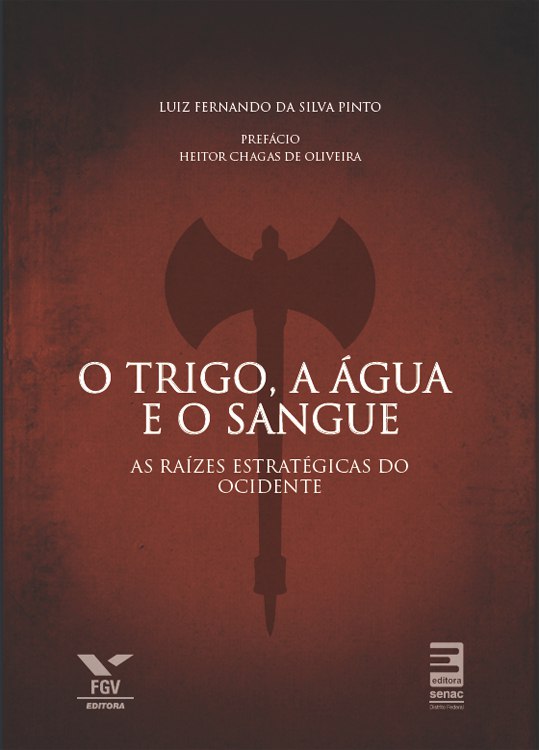 LUIZ FERNANDO DA SILVA PINTO
PREFÁCIO
HEITOR CHAGAS DE OLIVEIRA
O TRIGO, A ÁGUA
E O SANGUE
AS RAÍZES ESTRATÉGICAS DO
OCIDENTE
FGV
EDITORA
editora
senac
Distrito Federal